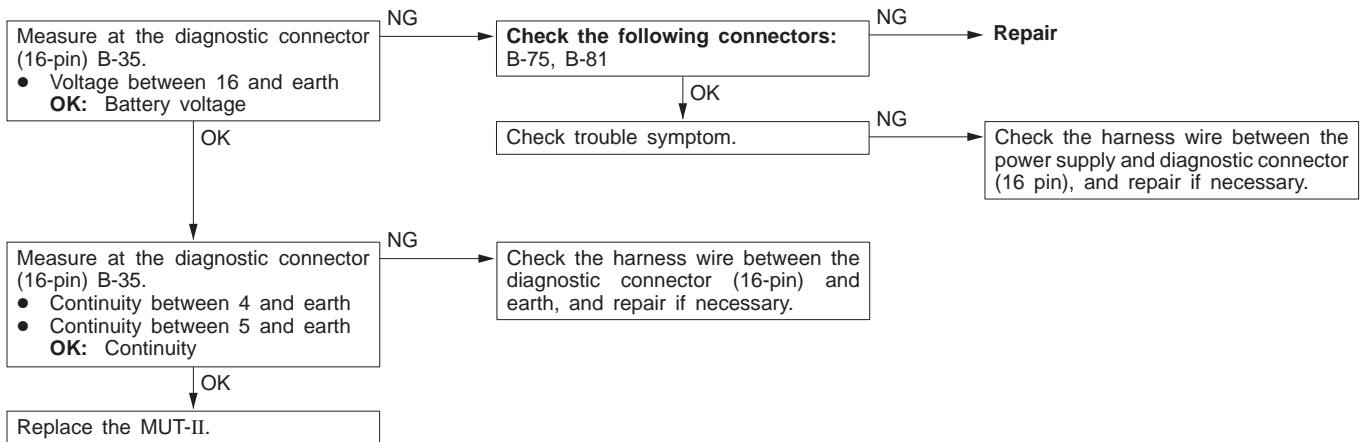 Measure at the diagnostic connector
(16-pin) B-35.
● Voltage between 16 and earth
OK: Battery voltage
NG
Check the following connectors:
B-75, B-81
NG
Repair
OK
Check trouble symptom.
NG
Check the harness wire between the
power supply and diagnostic connector
(16 pin), and repair if necessary.
OK
Measure at the diagnostic connector
(16-pin) B-35.
● Continuity between 4 and earth
● Continuity between 5 and earth
OK: Continuity
NG
Check the harness wire between the
diagnostic connector (16-pin) and
earth, and repair if necessary.
OK
Replace the MUT-II.